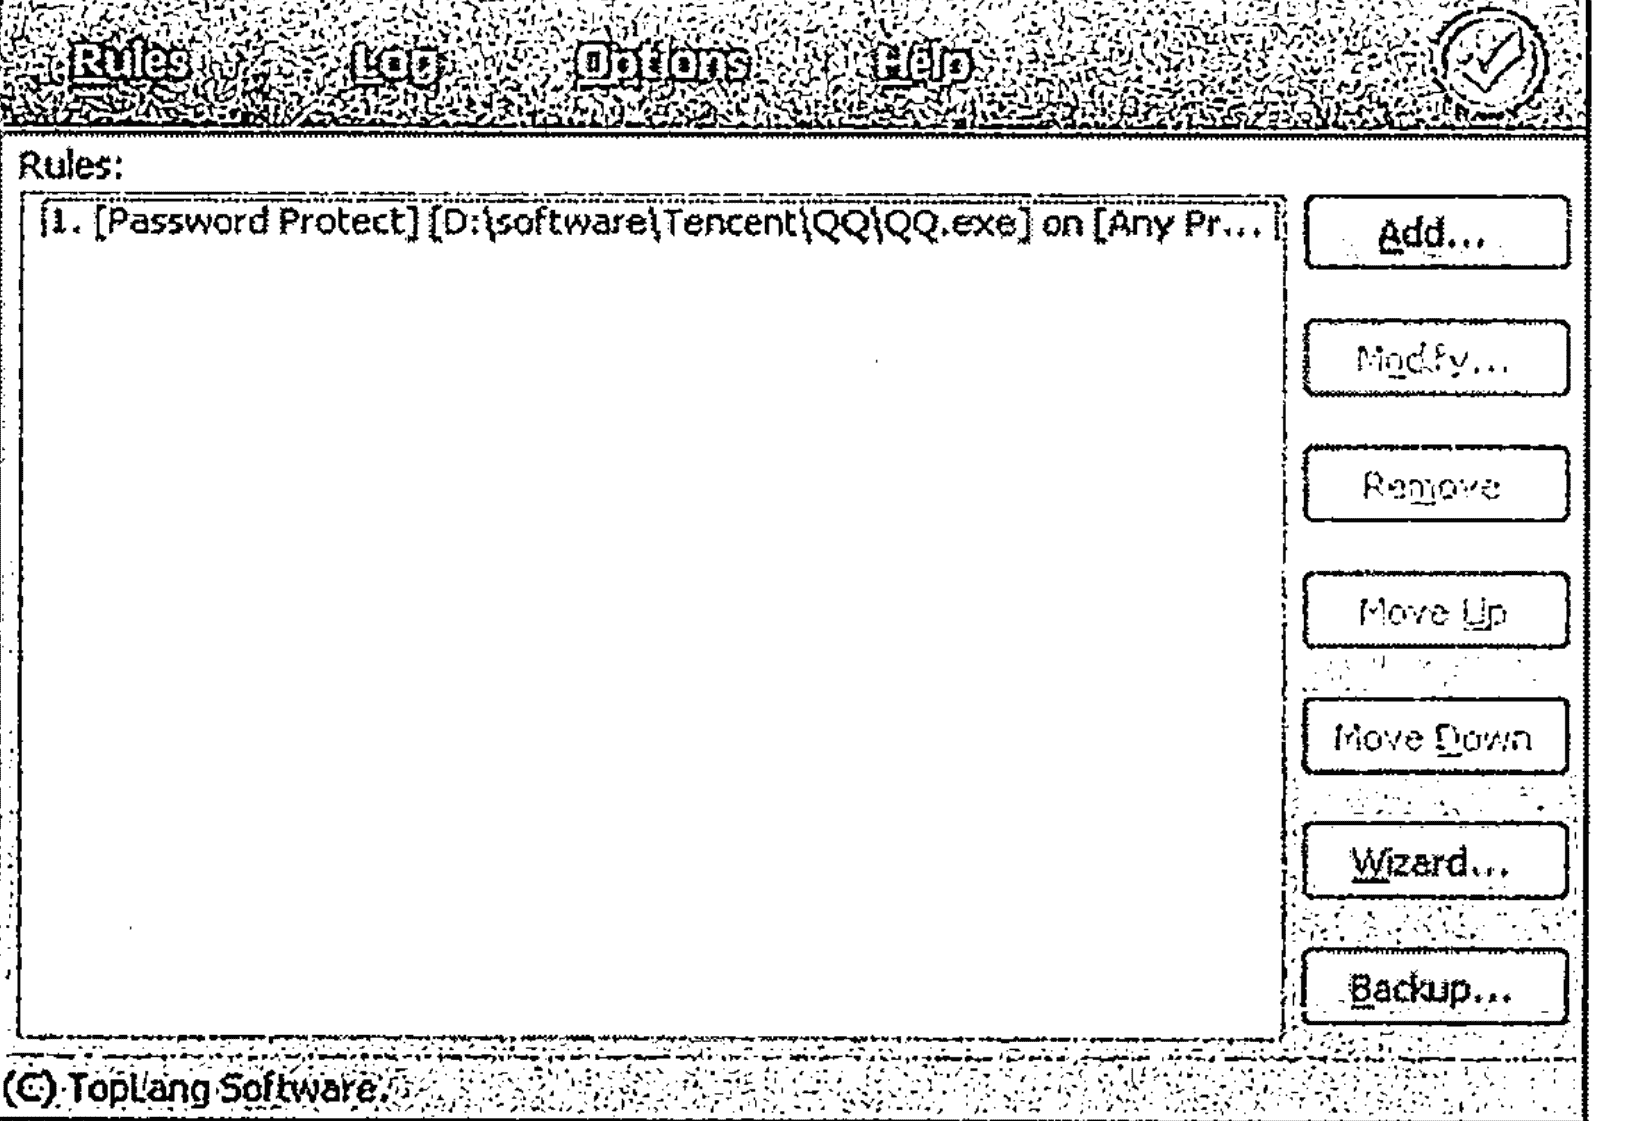 Rules Log Options Help
Rules:
1. [Password Protect] [D:\software\Tencent\QQ\QQ.exe] on [Any Pr...
Add...
Modify...
Remove
Move Up
Move Down
Wizard...
Backup...
(C) TopLang Software.